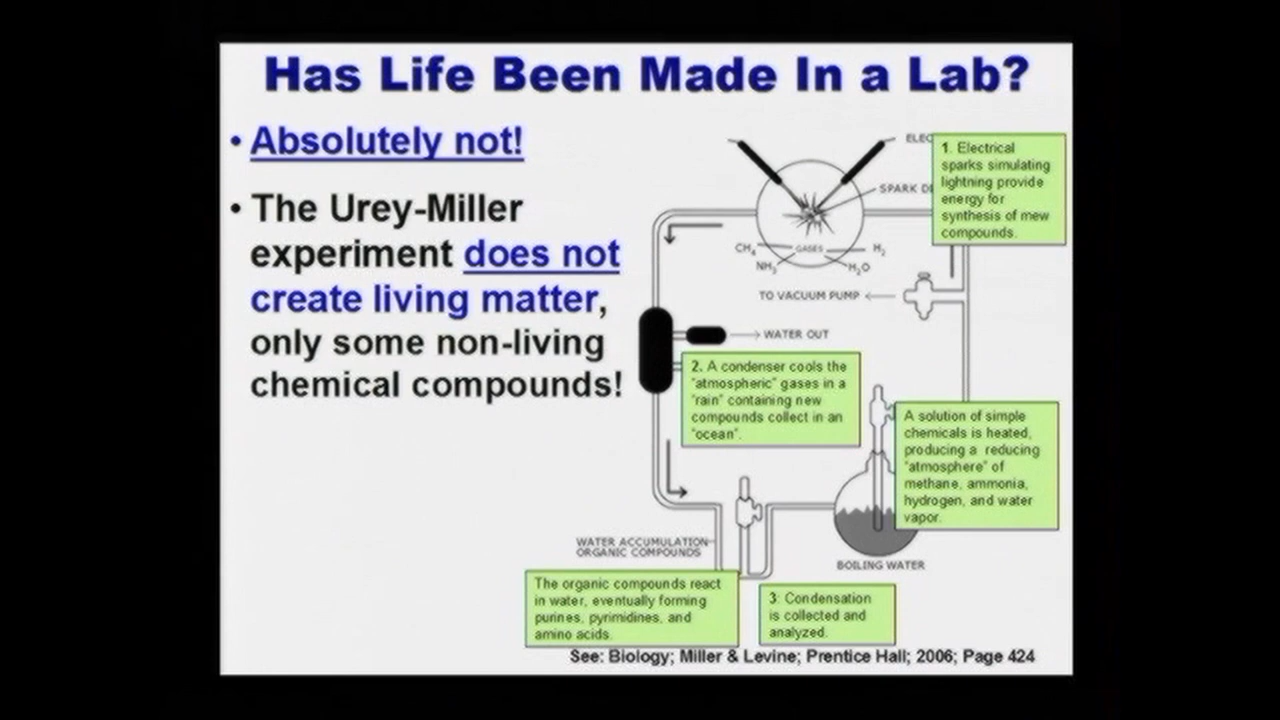 Has Life Been Made In a Lab?
• Absolutely not!
• The Urey-Miller
experiment does not
create living matter,
only some non-living
chemical compounds!
1. Electrical
sparks simulating
lightning provide
energy for
synthesis of mew
compounds.
SPARK
CH4
GASES
H2
NH3
H2O
TO VACUUM PUMP
WATER OUT
2. A condenser cools the
"atmospheric" gases in a
"rain" containing new
compounds collect in an
"ocean".
A solution of simple
chemicals is heated,
producing a reducing
"atmosphere" of
methane, ammonia,
hydrogen, and water
vapor.
WATER ACCUMULATION
ORGANIC COMPOUNDS
BOILING WATER
The organic compounds react
in water, eventually forming
purines, pyrimidines, and
amino acids.
3: Condensation
is collected and
analyzed.
See: Biology; Miller & Levine; Prentice Hall; 2006; Page 424